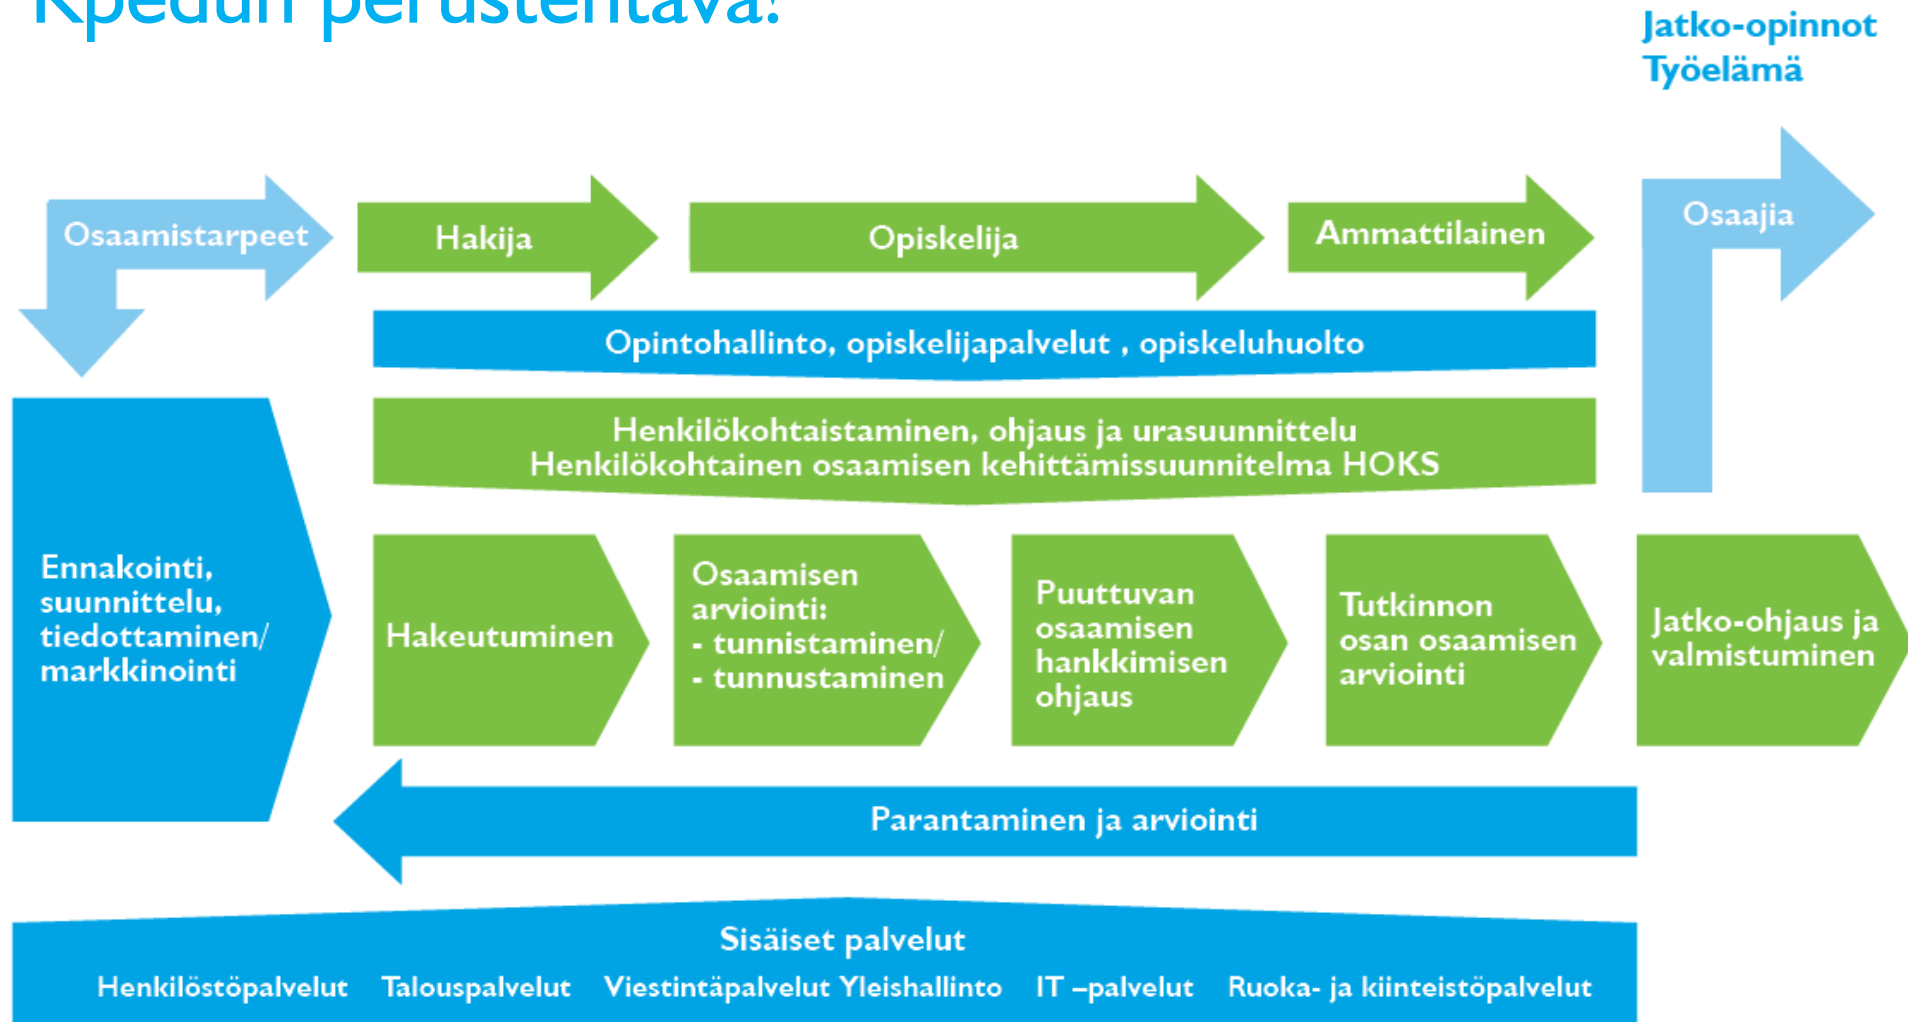 Kpedun perustehtävä!
Jatko-opinnot
Työelämä
Osaamistarpeet
Hakija
Opiskelija
Ammattilainen
Osaajia
Opintohallinto, opiskelijapalvelut , opiskeluhuolto
Henkilökohtaistaminen, ohjaus ja urasuunnittelu
Henkilökohtainen osaamisen kehittämissuunnitelma HOKS
Ennakointi,
suunnittelu,
tiedottaminen/
markkinointi
Hakeutuminen
Osaamisen
arviointi:
- tunnistaminen/
- tunnustaminen
Puuttuvan
osaamisen
hankkimisen
ohjaus
Tutkinnon
osan osaamisen
arviointi
Jatko-ohjaus ja
valmistuminen
Parantaminen ja arviointi
Sisäiset palvelut
Henkilöstöpalvelut Talouspalvelut Viestintäpalvelut Yleishallinto IT –palvelut Ruoka- ja kiinteistöpalvelut